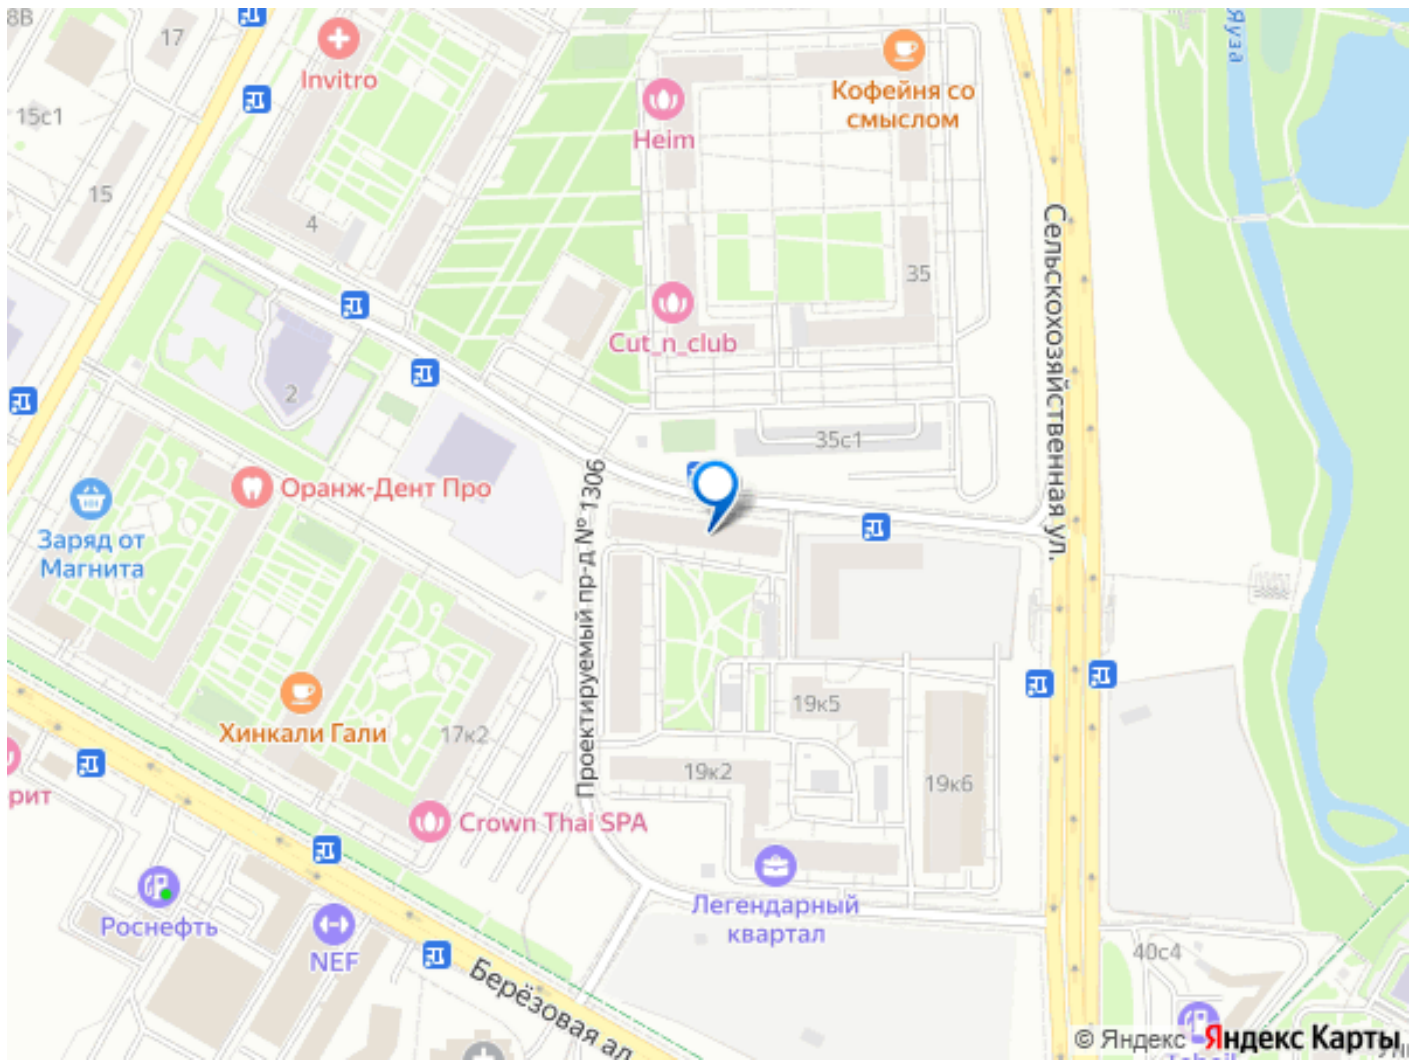 8В
17
Invitro
15с1
15
4
Heim
Кофейня со
смыслом
Яуза
35
Cut_n_club
Сельскохозяйственная ул.
2
35с1
Оранж-Дент Про
Проектируемый пр-д № 1306
Заряд от
Магнита
Хинкали Гали
17к2
19к5
19к2
19к6
рит
Crown Thai SPA
Роснефть
NEF
Легендарный
квартал
Берёзовая ал.
40с4
© Яндекс Яндекс Карты